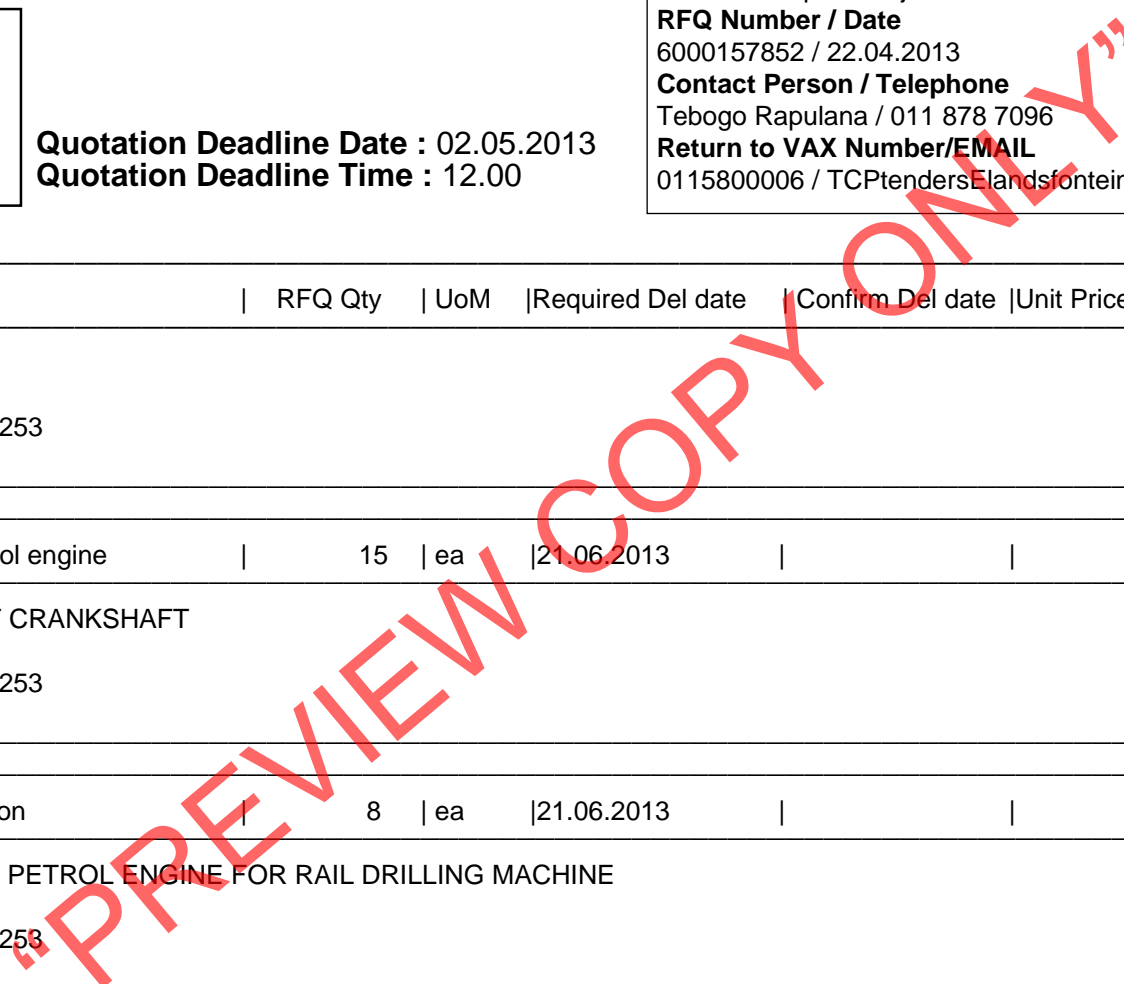 RFQ Number / Date
6000157852 / 22.04.2013
Contact Person / Telephone
Tebogo Rapulana / 011 878 7096
Return to VAX Number/EMAIL
0115800006 / TCPtendersElandsfontein
Quotation Deadline Date : 02.05.2013
Quotation Deadline Time : 12.00
| RFQ Qty | UoM |Required Del date | Confirm Del date |Unit Price
253
ol engine | 15 | ea |21.06.2013 | |
CRANKSHAFT
253
on | 8 | ea |21.06.2013 | |
PETROL ENGINE FOR RAIL DRILLING MACHINE
253
“PREVIEW COPY ONLY”